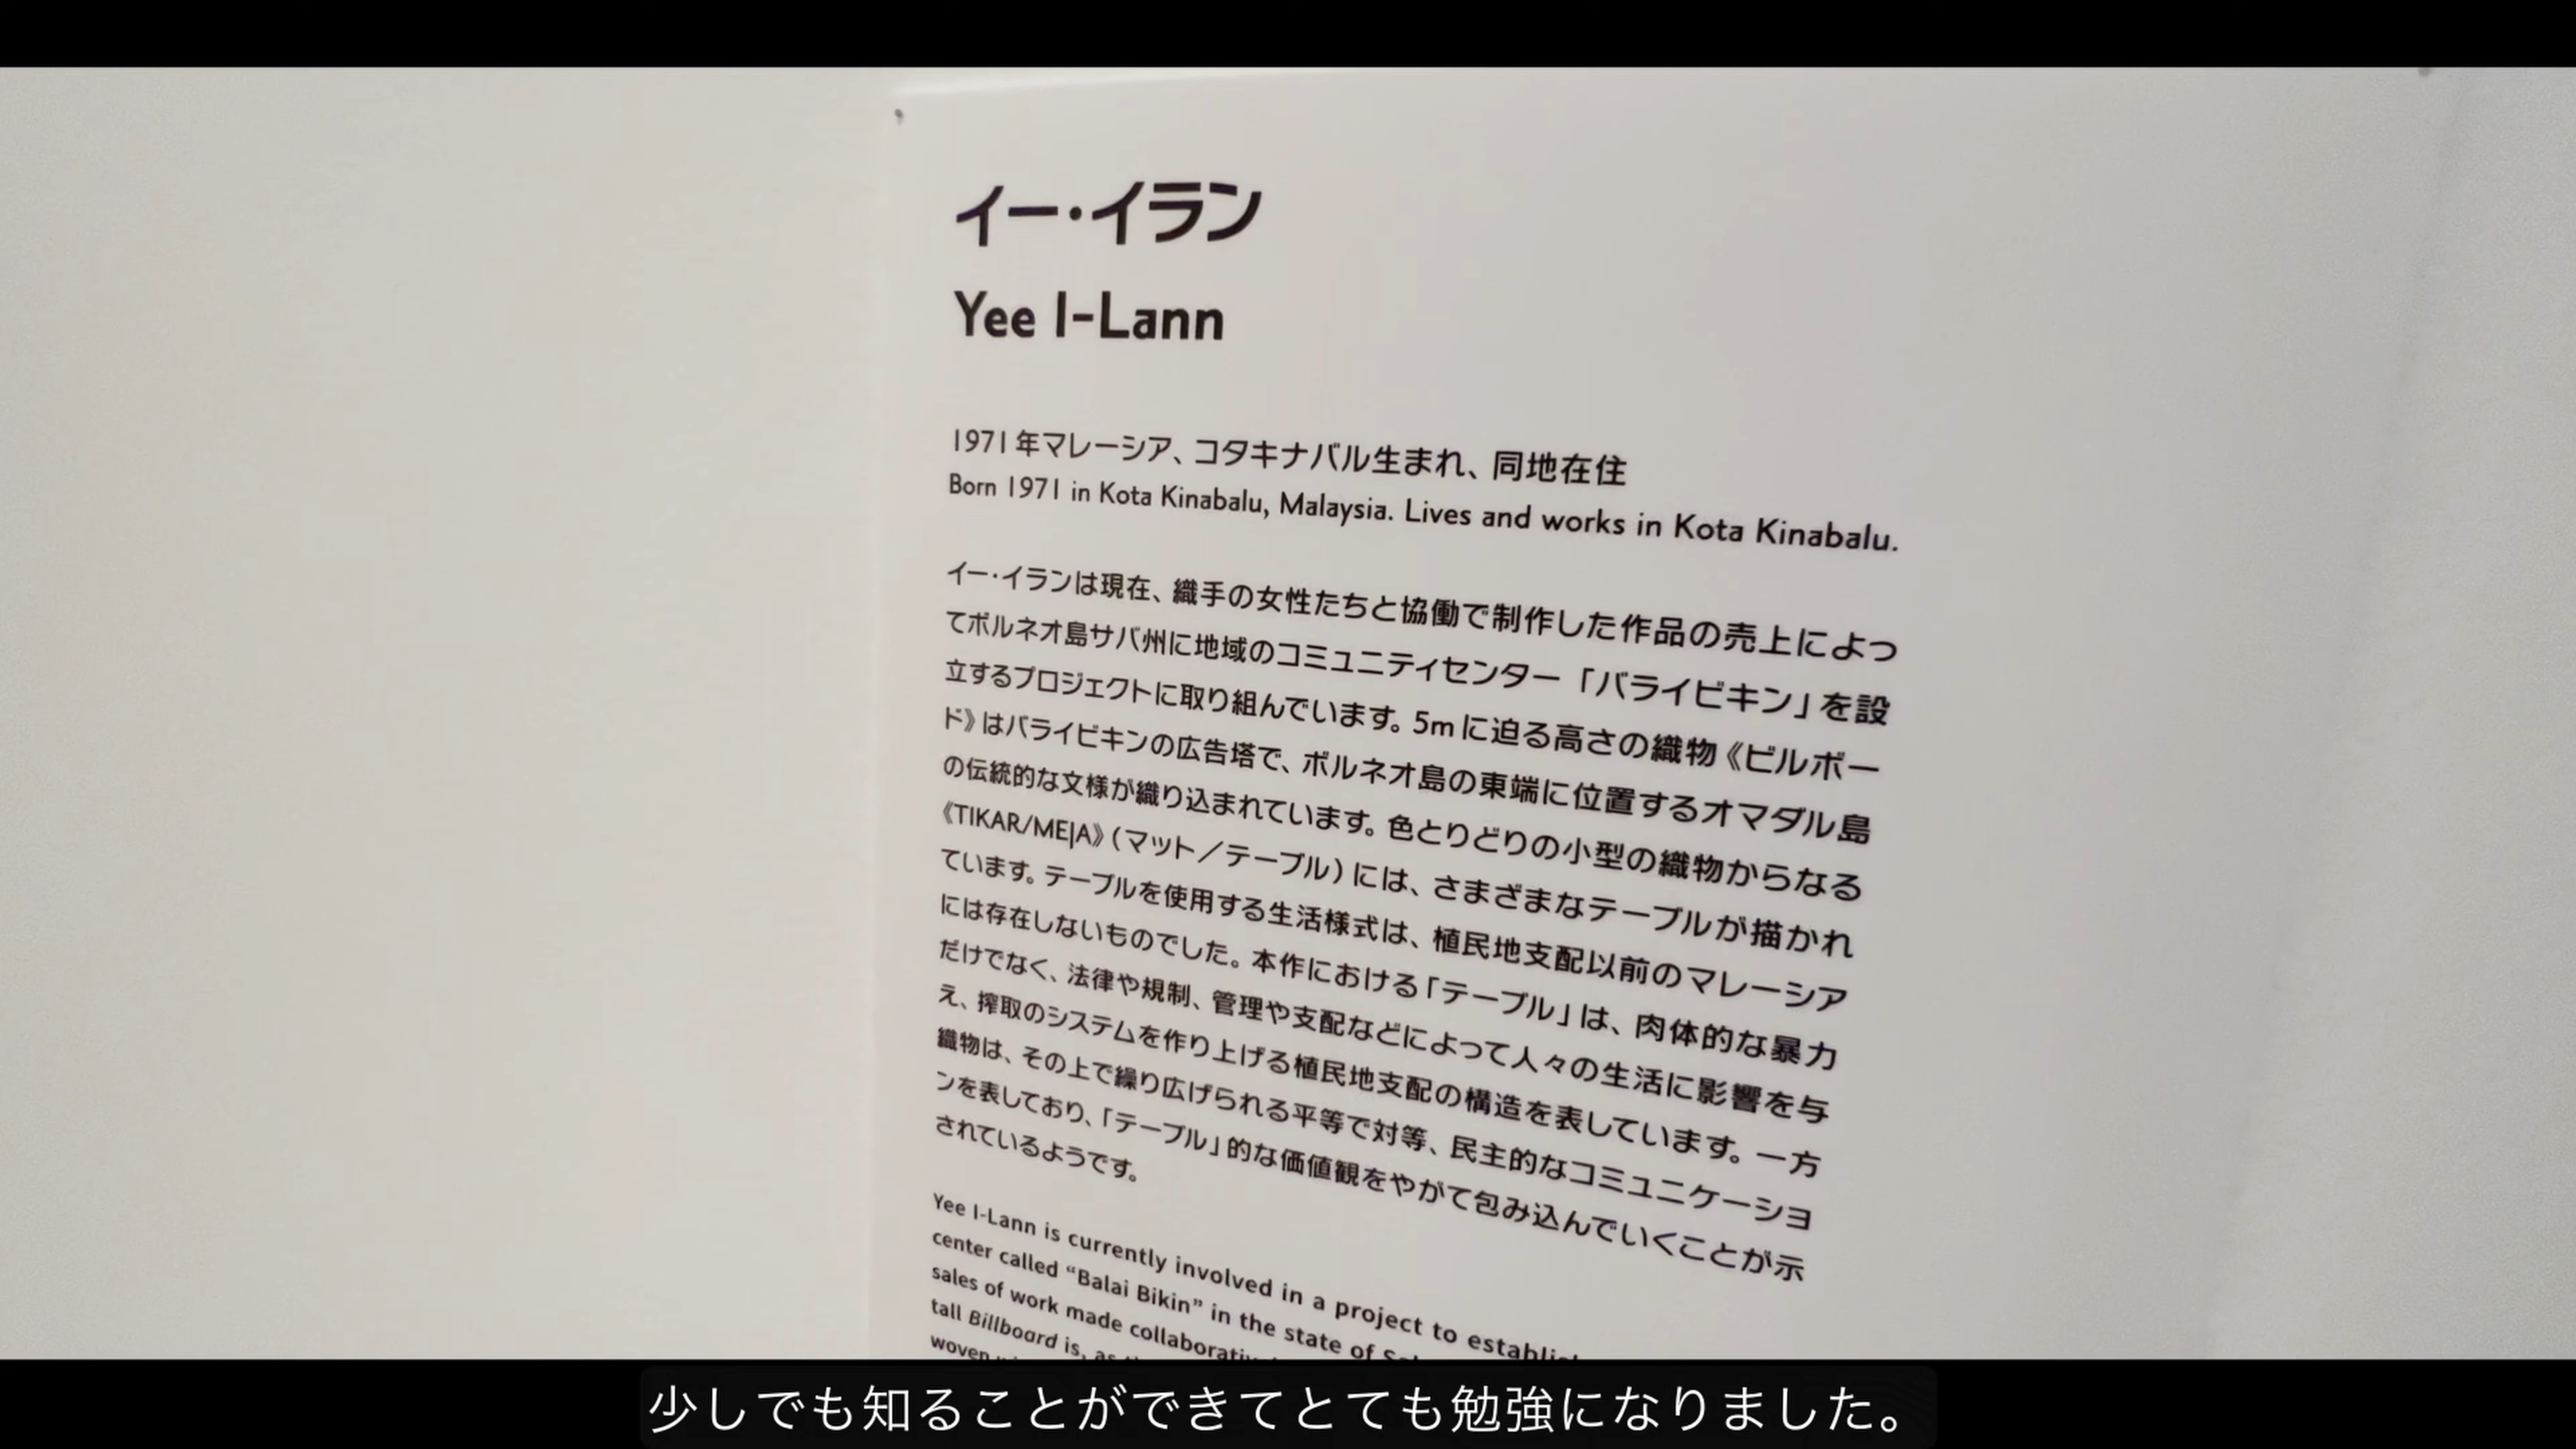 イー・イラン
Yee I-Lann
1971年マレーシア、コタキナバル生まれ、同地在住
Born 1971 in Kota Kinabalu, Malaysia. Lives and works in Kota Kinabalu.
イー・イランは現在、織手の女性たちと協働で制作した作品の売上によっ
てボルネオ島サバ州に地域のコミュニティセンター「バライビキン」を設
立するプロジェクトに取り組んでいます。5mに迫る高さの織物《ビルボー
ド》はバライビキンの広告塔で、ボルネオ島の東端に位置するオマダル島
の伝統的な文様が織り込まれています。色とりどりの小型の織物からなる
《TIKAR/MEJA》（マット／テーブル）には、さまざまなテーブルが描かれ
ています。テーブルを使用する生活様式は、植民地支配以前のマレーシア
には存在しないものでした。本作における「テーブル」は、肉体的な暴力
だけでなく、法律や規制、管理や支配などによって人々の生活に影響を与
え、搾取のシステムを作り上げる植民地支配の構造を表しています。一方
織物は、その上で繰り広げられる平等で対等、民主的なコミュニケーショ
ンを表しており、「テーブル」的な価値観をやがて包み込んでいくことが示
されているようです。
Yee I-Lann is currently involved in a project to establish
center called “Balai Bikin” in the state of
sales of work made
tall Billboard is, as
woven
少しでも知ることができてとても勉強になりました。